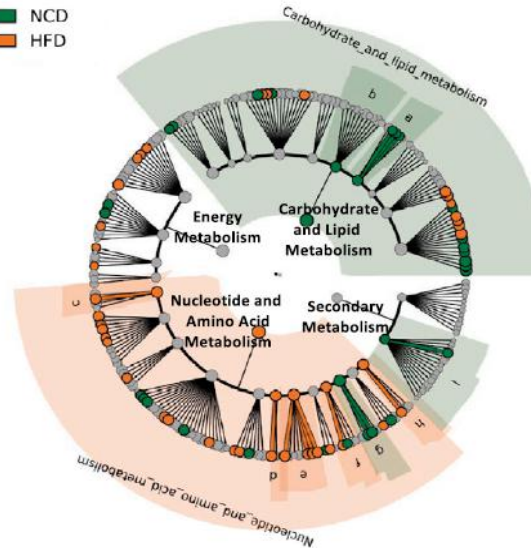 NCD
HFD
Carbohydrate_and_lipid_metabolism
b
a
Energy
Metabolism
Carbohydrate
and Lipid
Metabolism
c
Nucleotide and
Amino Acid
Metabolism
Secondary
Metabolism
d
e
f
g
h
Nucleotide_and_amino_acid_metabolism